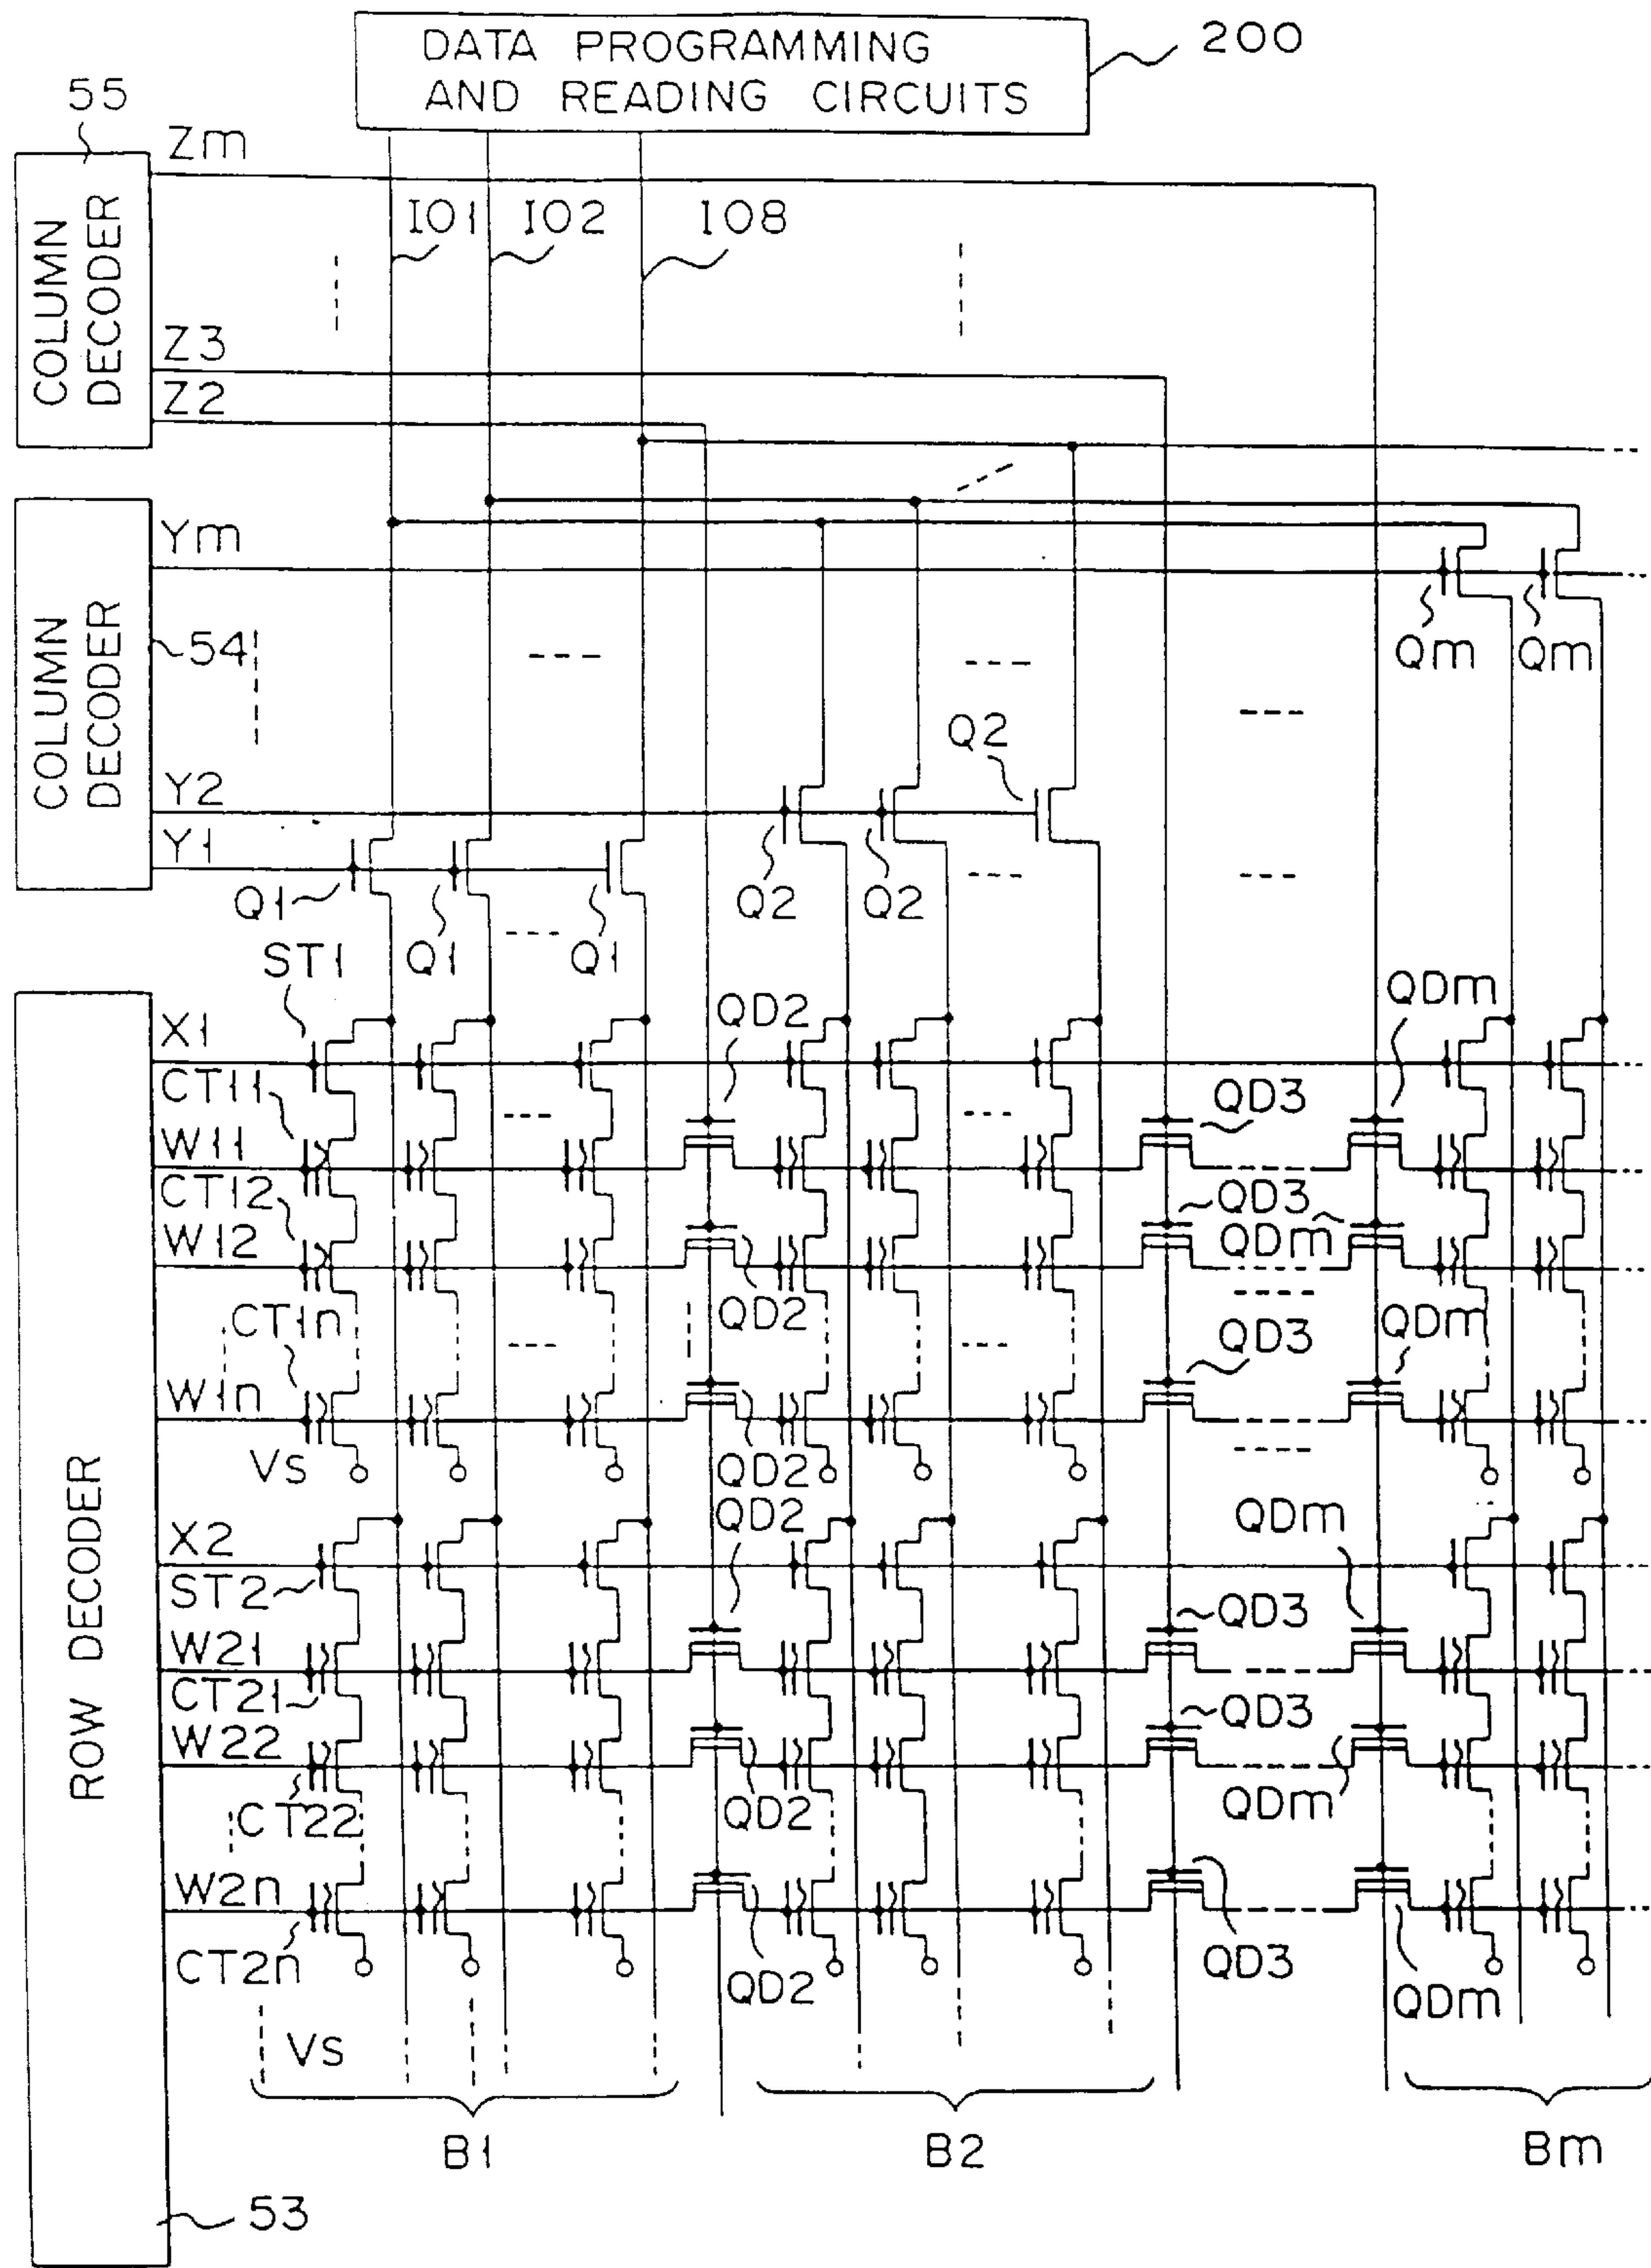 DATA PROGRAMMING
AND READING CIRCUITS
200
55
Zm
COLUMN
DECODER
IO1
IO2
IO8
Z3
Z2
COLUMN
DECODER
Ym
54
Qm
Qm
Q2
Y2
Y1
Q1
Q1
Q1
Q2
Q2
ST1
X1
QD2
QDm
CT11
W11
QD3
CT12
W12
QD3
QDm
QD2
CT1n
QD3
QDm
W1n
Vs
QD2
ROW DECODER
X2
QD2
QDm
ST2
QD3
W21
CT21
QD3
W22
CT22
QD2
QDm
W2n
CT2n
QD2
QD3
QDm
Vs
B1
B2
Bm
53